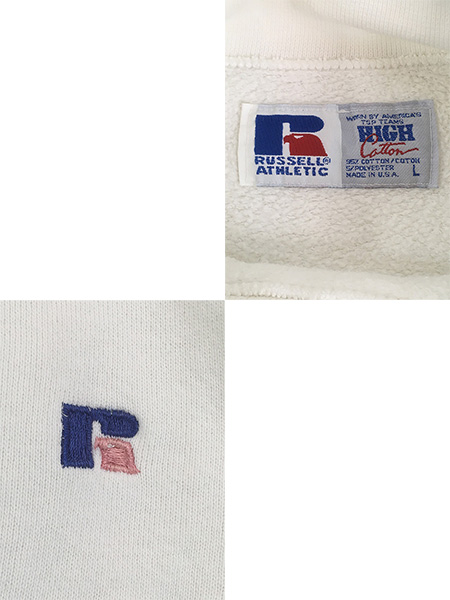 R
RUSSELL®
ATHLETIC
WORN BY AMERICA'S
TOP TEAMS
HIGH
Cotton
95% COTTON/COTON
5/POLYESTER
MADE IN U.S.A.
L
R